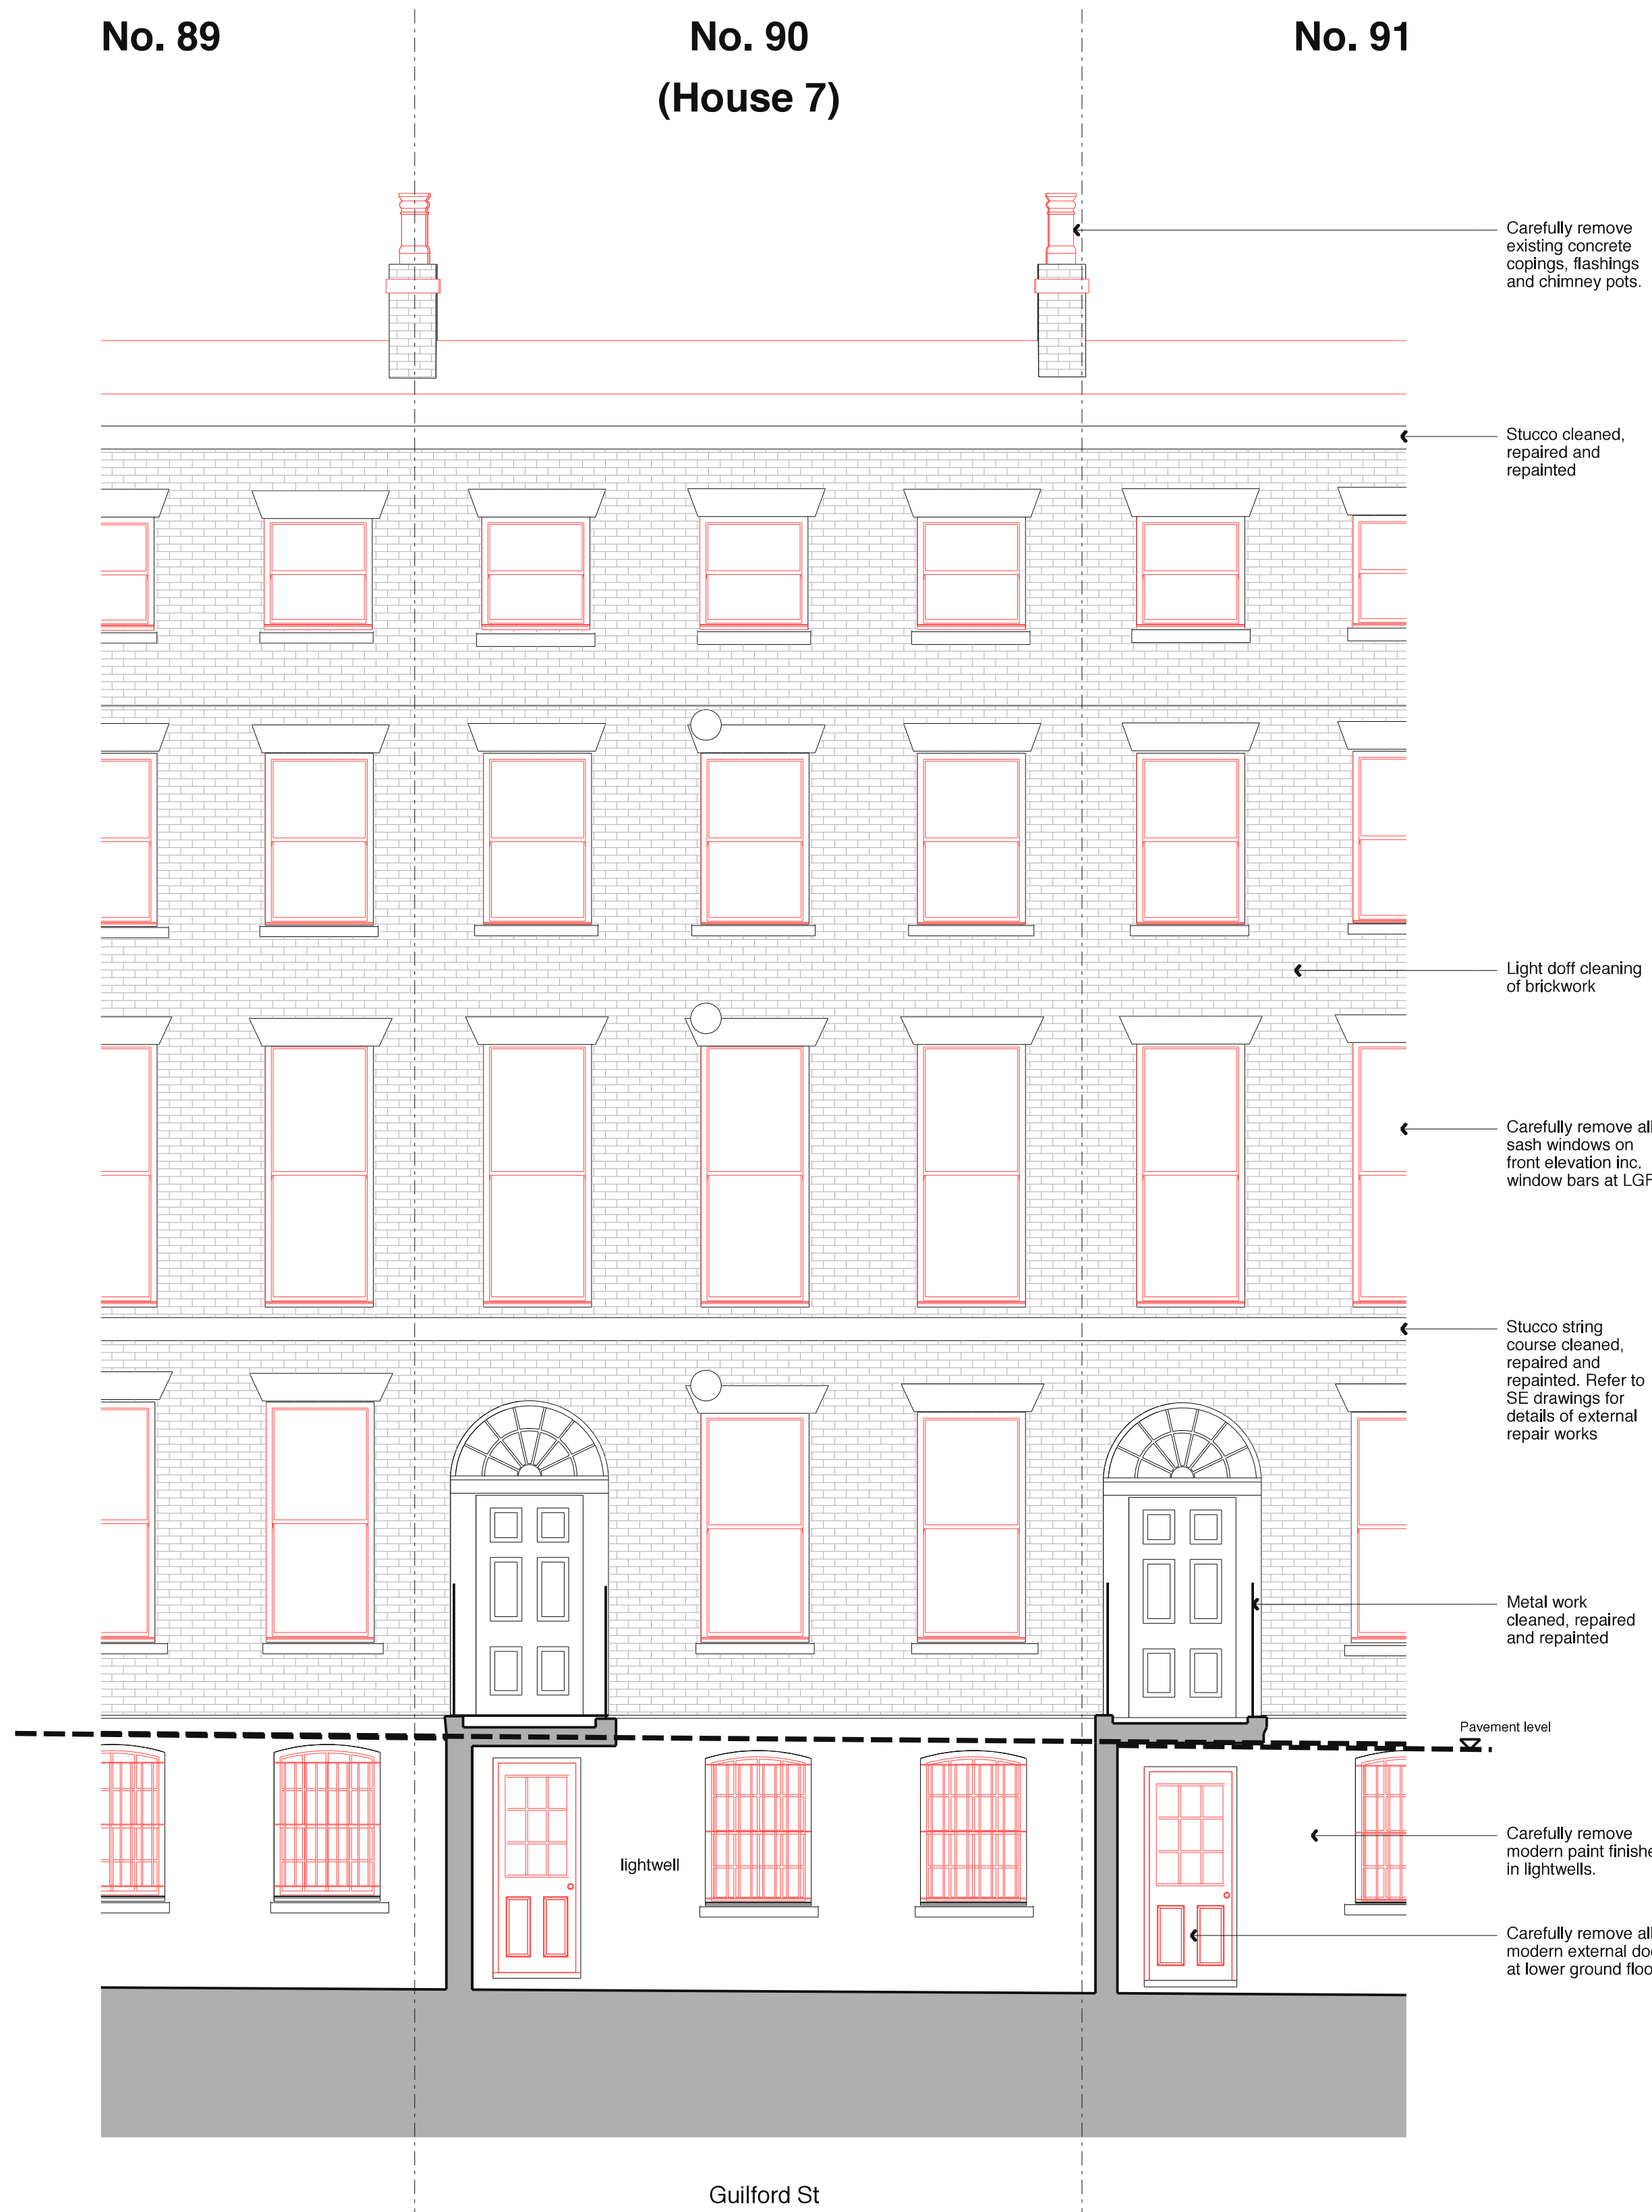 No. 89
No. 90
No. 91
(House 7)
Carefully remove
existing concrete
copings, flashings
and chimney pots.
Stucco cleaned,
repaired and
repainted
Light doff cleaning
of brickwork
Carefully remove all
sash windows on
front elevation inc.
window bars at LGF
Stucco string
course cleaned,
repaired and
repainted. Refer to
SE drawings for
details of external
repair works
Metal work
cleaned, repaired
and repainted
Pavement level
Carefully remove
modern paint finishe
in lightwells.
lightwell
Carefully remove all
modern external doo
at lower ground floo
Guilford St